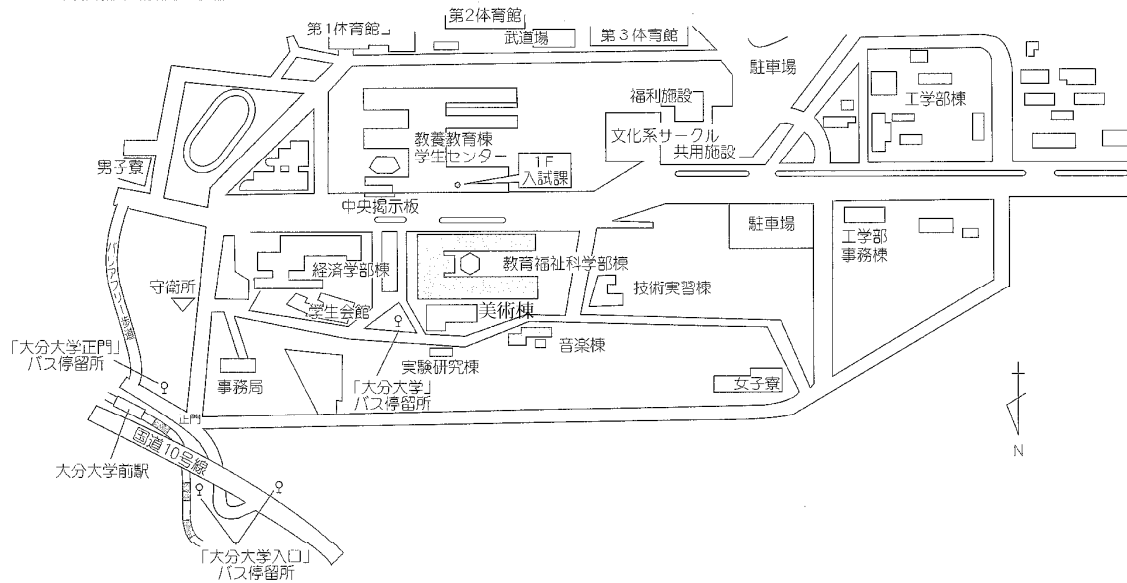 第2体育館
第1体育館
武道場
第3体育館
駐車場
福利施設
工学部棟
文化系サークル
共用施設
教養教育棟
学生センター
1F
入試課
男子寮
中央掲示板
駐車場
工学部
事務棟
経済学部棟
教育福祉科学部棟
技術実習棟
守衛所
バリアフリー歩道
学生会館
美術棟
音楽棟
「大分大学正門」
バス停留所
事務局
実験研究棟
「大分大学」
バス停留所
女子寮
正門
国道10号線
大分大学前駅
N
「大分大学入口」
バス停留所